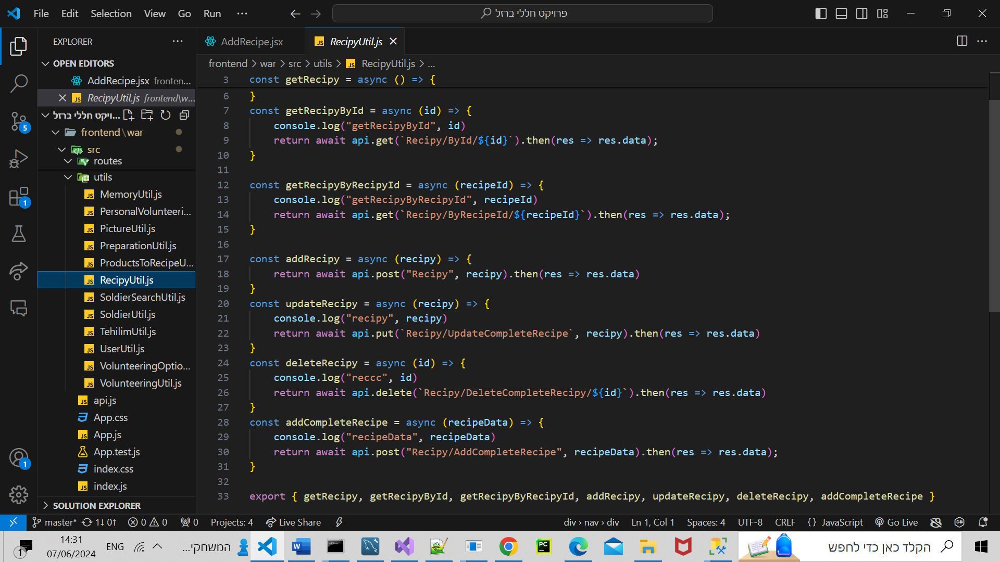 File Edit Selection View Go Run ··· פרויקט חללי ברזל
EXPLORER ···
OPEN EDITORS
AddRecipe.jsx fronten...
RecipyUtil.js frontend\w...
ויקט חללי ברזל...
frontend\war
src
routes
utils
MemoryUtil.js
PersonalVolunteeri...
PictureUtil.js
PreparationUtil.js
ProductsToRecipeU...
RecipyUtil.js
SoldierSearchUtil.js
SoldierUtil.js
TehilimUtil.js
UserUtil.js
VolunteeringOptio...
VolunteeringUtil.js
api.js
App.css
App.js
App.test.js
index.css
index.js
SOLUTION EXPLORER
5
1
1
AddRecipe.jsx RecipyUtil.js
frontend > war > src > utils > RecipyUtil.js > ...
3 const getRecipy = async () => {
6 }
7 const getRecipyById = async (id) => {
8 console.log("getRecipyById", id)
9 return await api.get(`Recipy/ById/${id}`).then(res => res.data);
10 }
11
12 const getRecipyByRecipyId = async (recipeId) => {
13 console.log("getRecipyByRecipyId", recipeId)
14 return await api.get(`Recipy/ByRecipeId/${recipeId}`).then(res => res.data);
15 }
16
17 const addRecipy = async (recipy) => {
18 return await api.post("Recipy", recipy).then(res => res.data)
19 }
20 const updateRecipy = async (recipy) => {
21 console.log("recipy", recipy)
22 return await api.put(`Recipy/UpdateCompleteRecipe`, recipy).then(res => res.data)
23 }
24 const deleteRecipy = async (id) => {
25 console.log("reccc", id)
26 return await api.delete(`Recipy/DeleteCompleteRecipy/${id}`).then(res => res.data)
27 }
28 const addCompleteRecipe = async (recipeData) => {
29 console.log("recipeData", recipeData)
30 return await api.post("Recipy/AddCompleteRecipe", recipeData).then(res => res.data);
31 }
32
33 export { getRecipy, getRecipyById, getRecipyByRecipyId, addRecipy, updateRecipy, deleteRecipy, addCompleteRecipe }
master* 1↓ 0↑ 0 0 0 Projects: 4 Live Share div › nav › div Ln 1, Col 1 Spaces: 4 UTF-8 CRLF {} JavaScript Go Live
1 14:31
07/06/2024
ENG המשחקי... הקלד כאן כדי לחפש